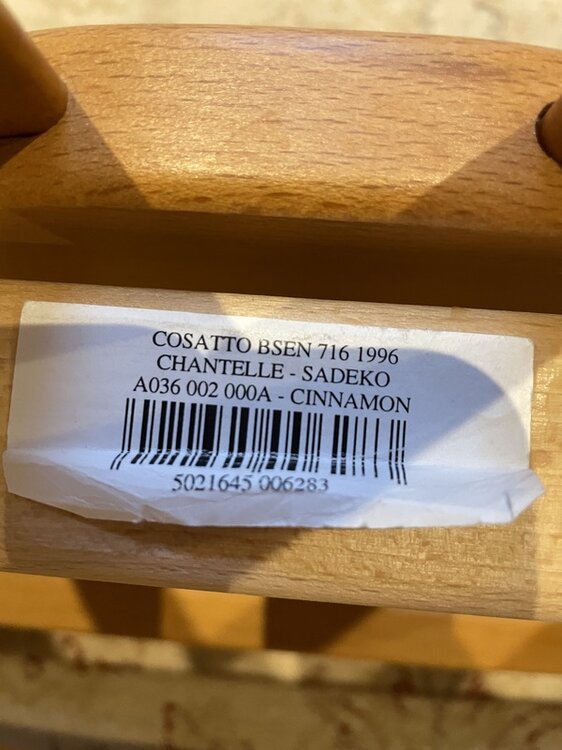 COSATTO BSEN 716 1996
CHANTELLE - SADEKO
A036 002 000A - CINNAMON
5021645 006283